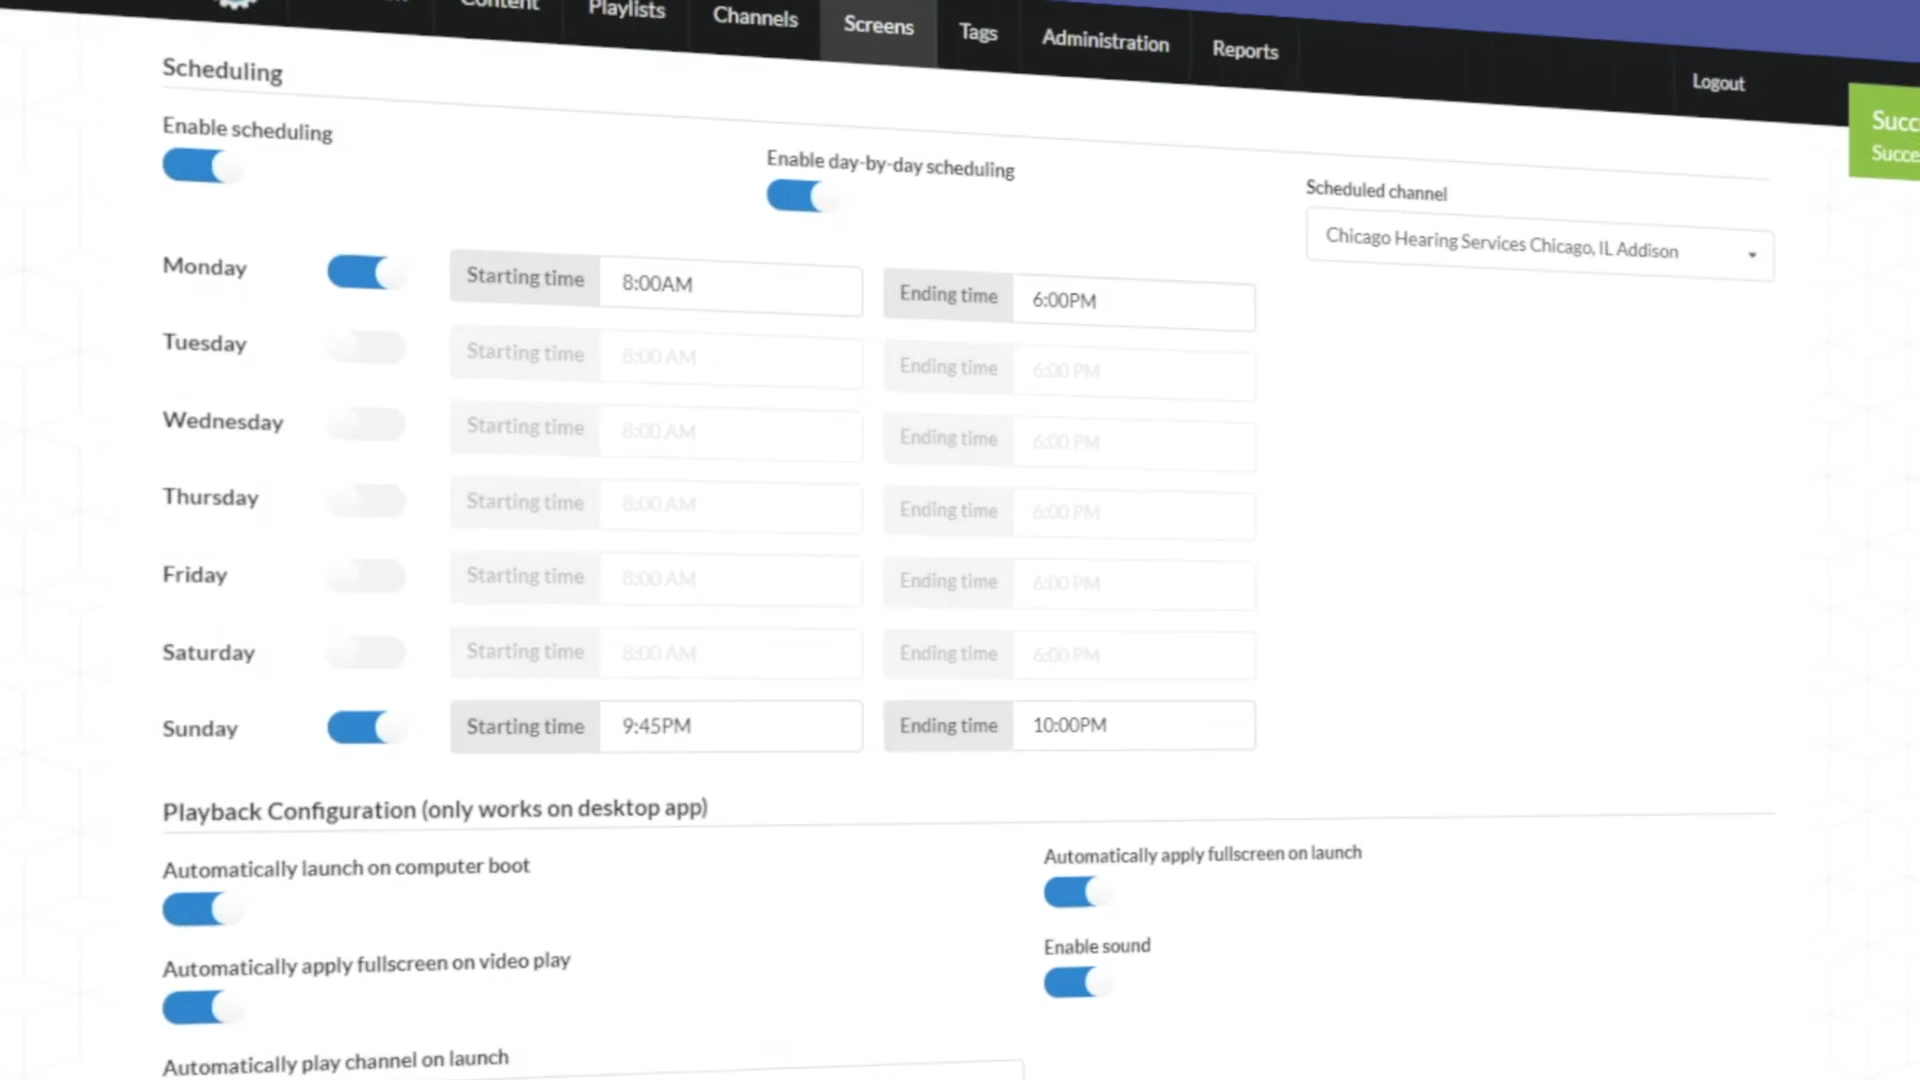 Content Playlists Channels Screens Tags Administration Reports Logout
Scheduling
Enable scheduling
Enable day-by-day scheduling
Scheduled channel
Chicago Hearing Services Chicago, IL Addison
Monday Starting time 8:00AM Ending time 6:00PM
Tuesday Starting time 8:00 AM Ending time 6:00 PM
Wednesday Starting time 8:00 AM Ending time 6:00 PM
Thursday Starting time 8:00 AM Ending time 6:00 PM
Friday Starting time 8:00 AM Ending time 6:00 PM
Saturday Starting time 8:00 AM Ending time 6:00 PM
Sunday Starting time 9:45PM Ending time 10:00PM
Playback Configuration (only works on desktop app)
Automatically launch on computer boot
Automatically apply fullscreen on launch
Automatically apply fullscreen on video play
Enable sound
Automatically play channel on launch